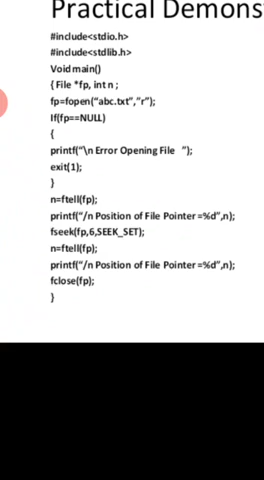 Practical Demons
#include<stdio.h>
#include<stdlib.h>
Void main()
{ File *fp, int n ;
fp=fopen("abc.txt","r");
If(fp==NULL)
{
printf("\n Error Opening File   ");
exit(1);
}
n=ftell(fp);
printf("/n Position of File Pointer =%d",n);
fseek(fp,6,SEEK_SET);
n=ftell(fp);
printf("/n Position of File Pointer =%d",n);
fclose(fp);
}